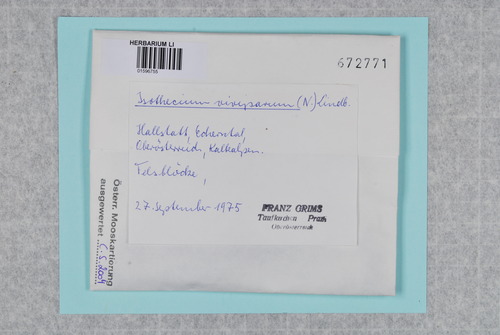 HERBARIUM LI
01596755
672771
Isothecium viviparum (N.) Lindb.
Hallstatt, Echerntal,
Oberösterreich, Kalkalpen.
Felsblöcke,
27. September 1975
FRANZ GRIMS
Taufkirchen Pram
Oberösterreich
Österr. Mooskartierung
ausgewertet